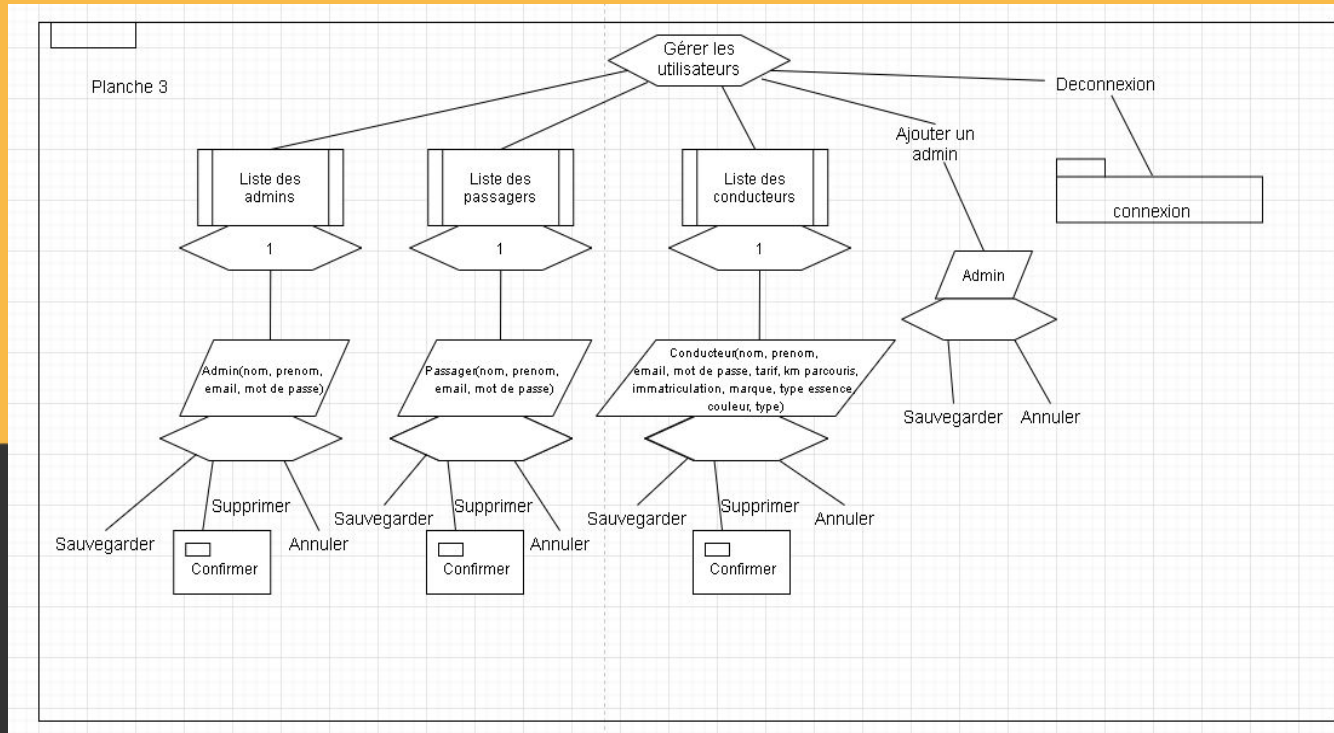 Planche 3
Gérer les
utilisateurs
Deconnexion
Ajouter un
admin
connexion
Liste des
admins
Liste des
passagers
Liste des
conducteurs
1
1
1
Admin
Admin(nom, prenom,
email, mot de passe)
Passager(nom, prenom,
email, mot de passe)
Conducteur(nom, prenom,
email, mot de passe, tarif, km parcouris,
immatriculation, marque, type essence,
couleur, type)
Sauvegarder
Annuler
Sauvegarder
Supprimer
Annuler
Confirmer
Sauvegarder
Supprimer
Annuler
Confirmer
Sauvegarder
Supprimer
Annuler
Confirmer